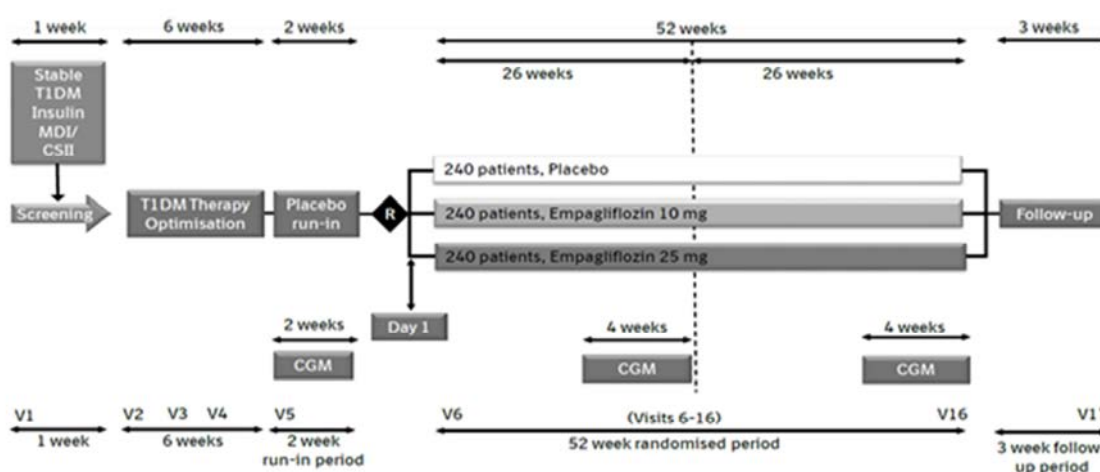 1 week
6 weeks
2 weeks
52 weeks
3 weeks
26 weeks
26 weeks
Stable
T1DM
Insulin
MDI/
CSII
240 patients, Placebo
Screening
T1DM Therapy
Optimisation
Placebo
run-in
R
240 patients, Empagliflozin 10 mg
Follow-up
240 patients, Empagliflozin 25 mg
Day 1
2 weeks
4 weeks
4 weeks
CGM
CGM
CGM
V1
V2
V3
V4
V5
V6
(Visits 6-16)
V16
V1
1 week
6 weeks
2 week
run-in period
52 week randomised period
3 week follow
up period